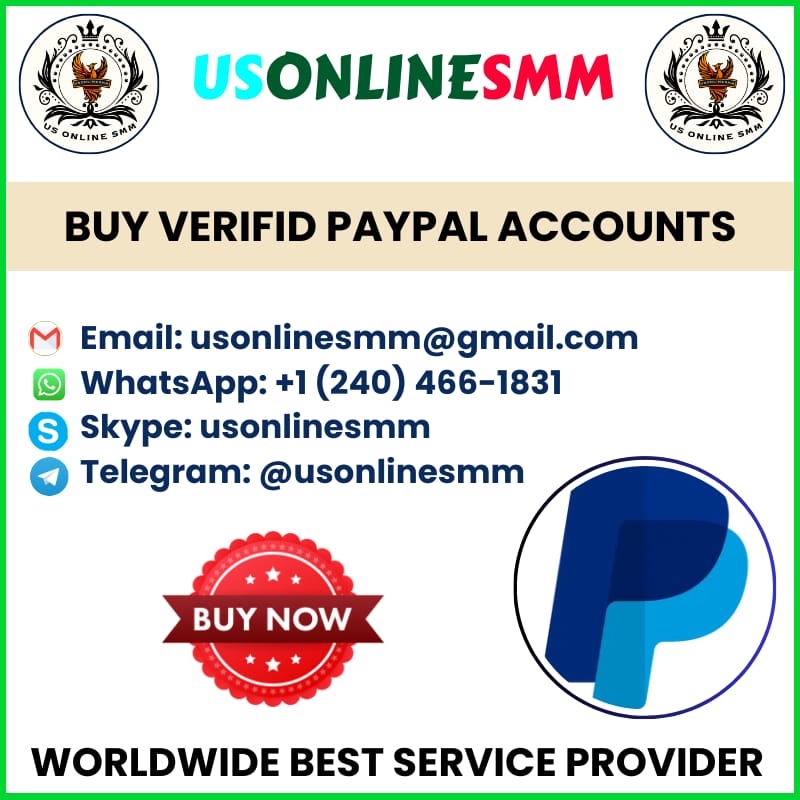 US ONLINE SMM
USONLINESMM
US ONLINE SMM
BUY VERIFID PAYPAL ACCOUNTS
Email: usonlinesmm@gmail.com
WhatsApp: +1 (240) 466-1831
Skype: usonlinesmm
Telegram: @usonlinesmm
BUY NOW
WORLDWIDE BEST SERVICE PROVIDER